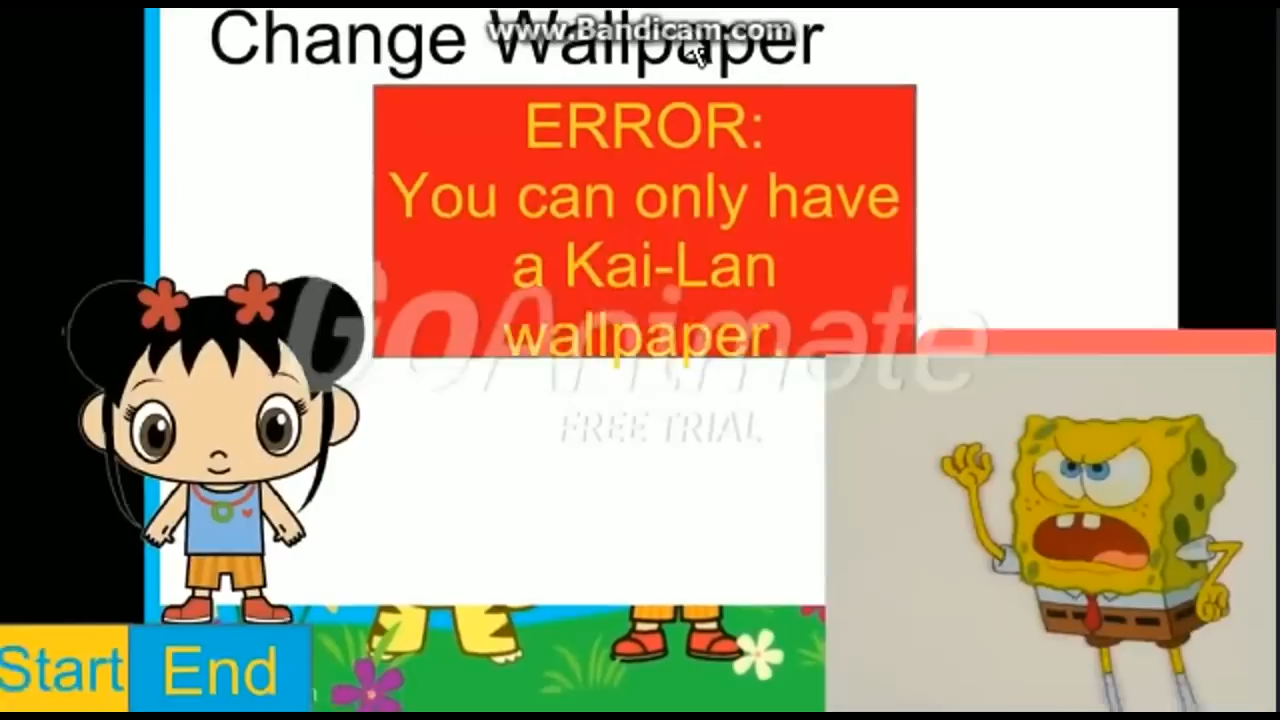 www.Bandicam.com
Change Wallpaper
ERROR:
You can only have
a Kai-Lan
wallpaper.
GoAnimate
FREE TRIAL
Start
End